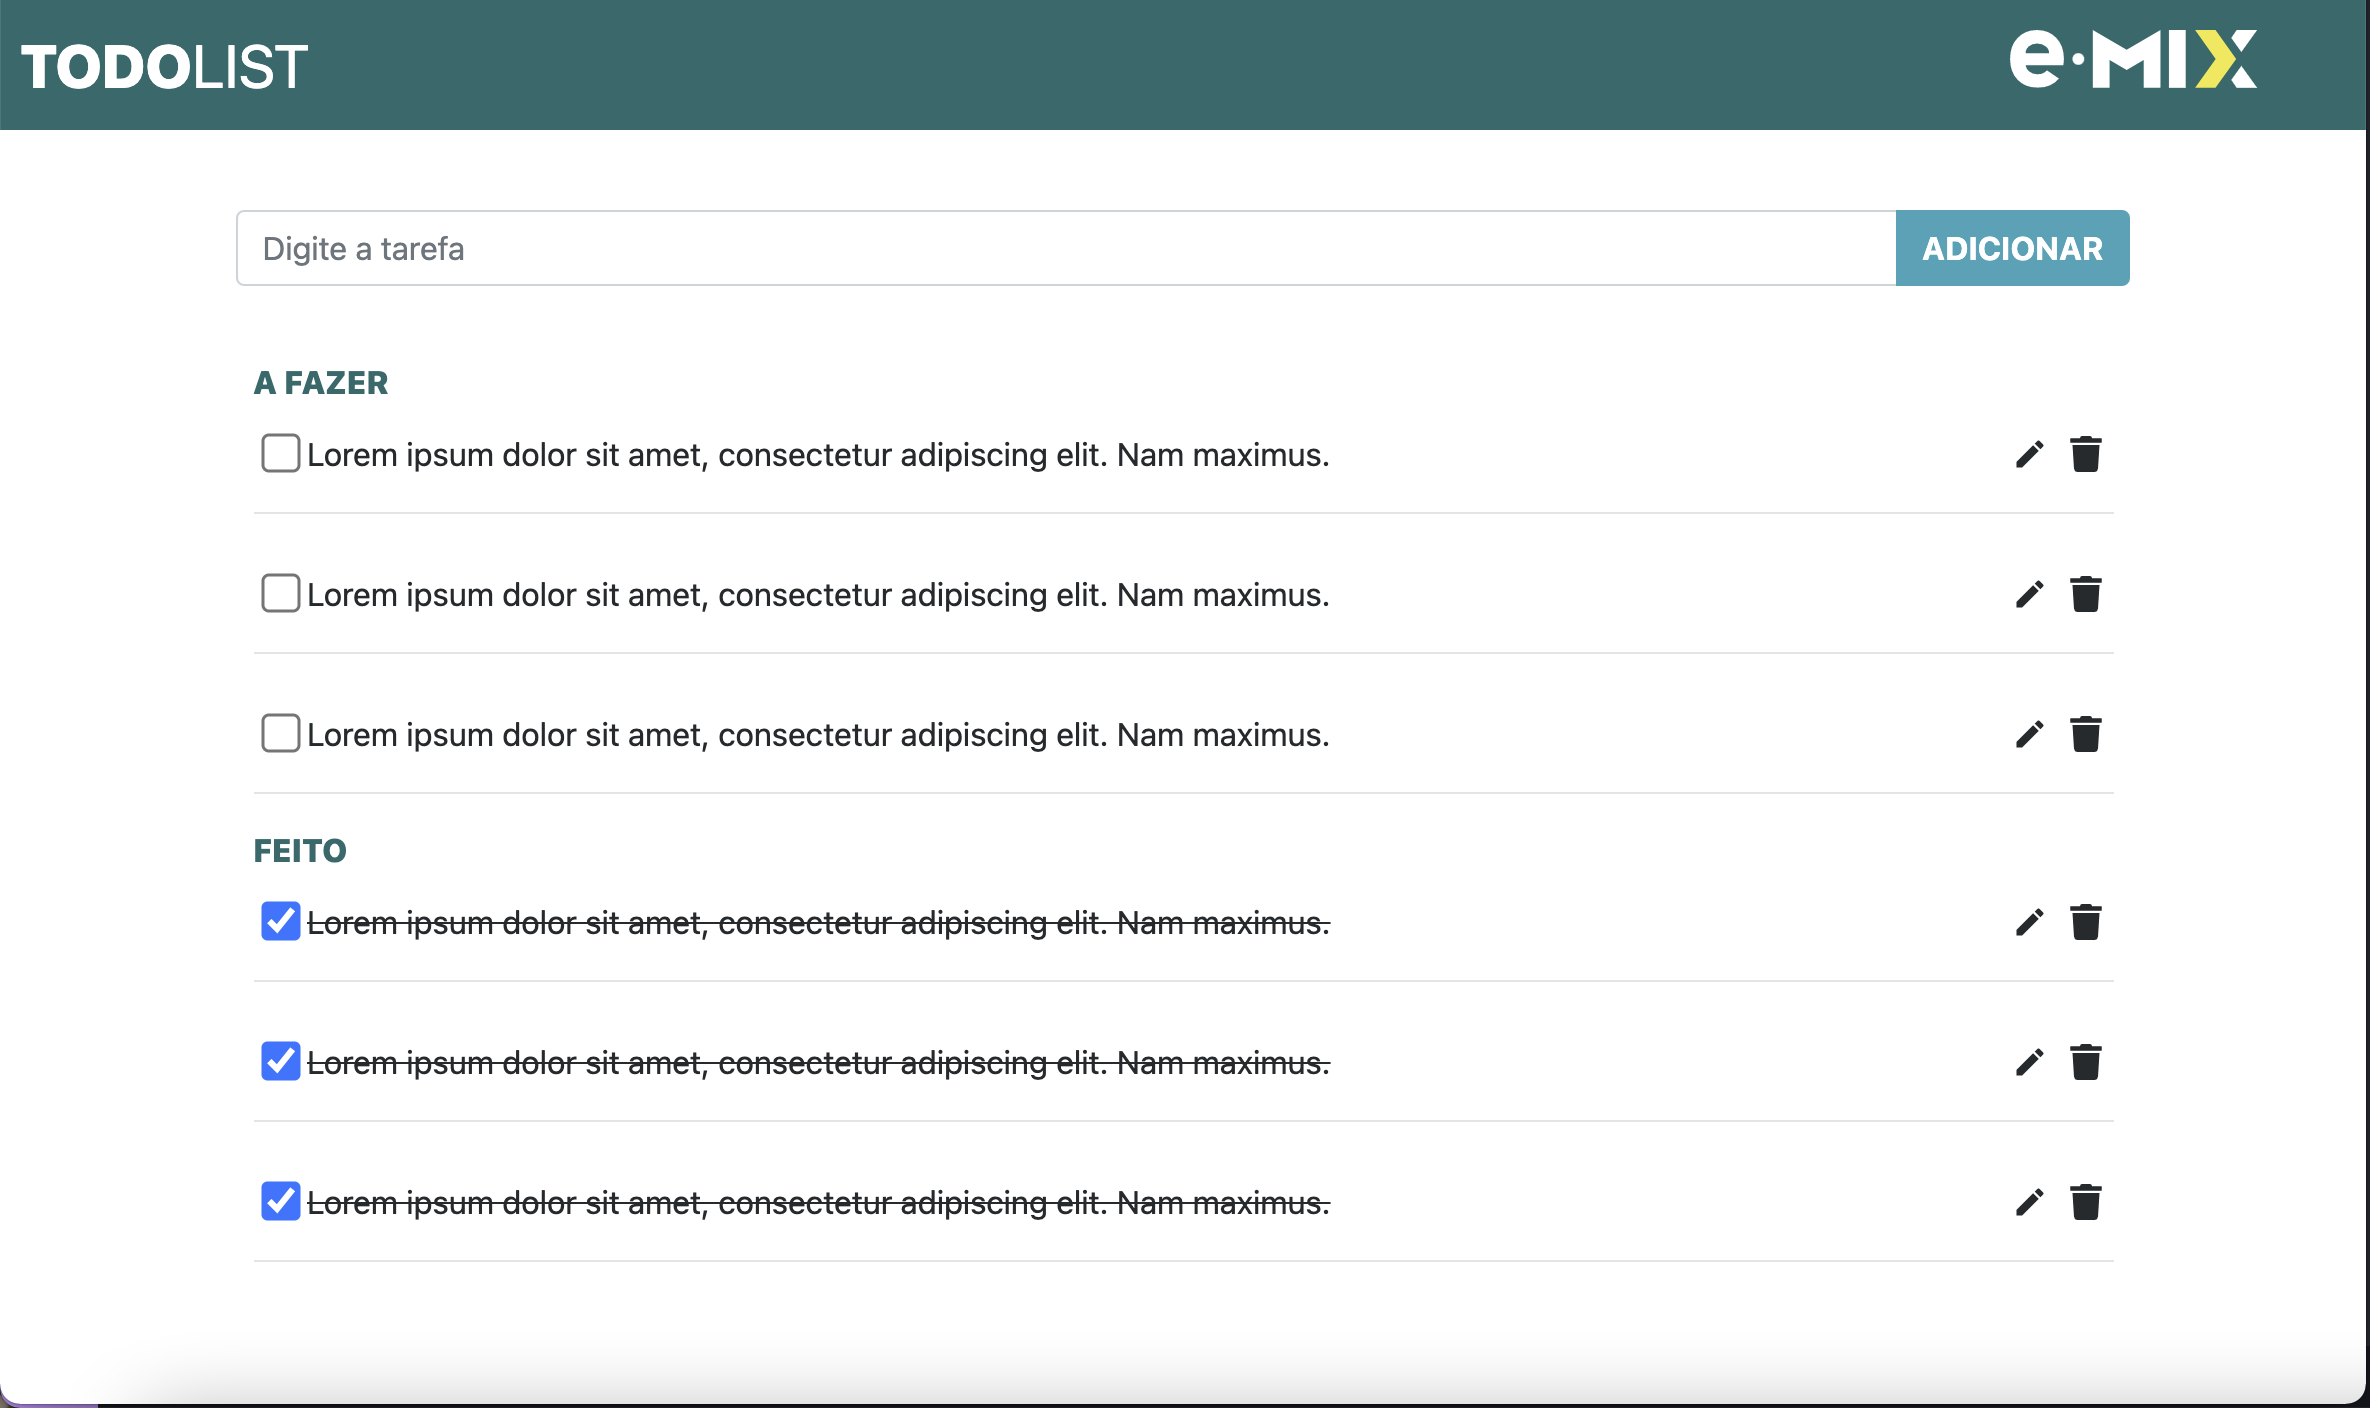 TODOLIST
e·MIX
Digite a tarefa
ADICIONAR
A FAZER
Lorem ipsum dolor sit amet, consectetur adipiscing elit. Nam maximus.
Lorem ipsum dolor sit amet, consectetur adipiscing elit. Nam maximus.
Lorem ipsum dolor sit amet, consectetur adipiscing elit. Nam maximus.
FEITO
Lorem ipsum dolor sit amet, consectetur adipiscing elit. Nam maximus.
Lorem ipsum dolor sit amet, consectetur adipiscing elit. Nam maximus.
Lorem ipsum dolor sit amet, consectetur adipiscing elit. Nam maximus.